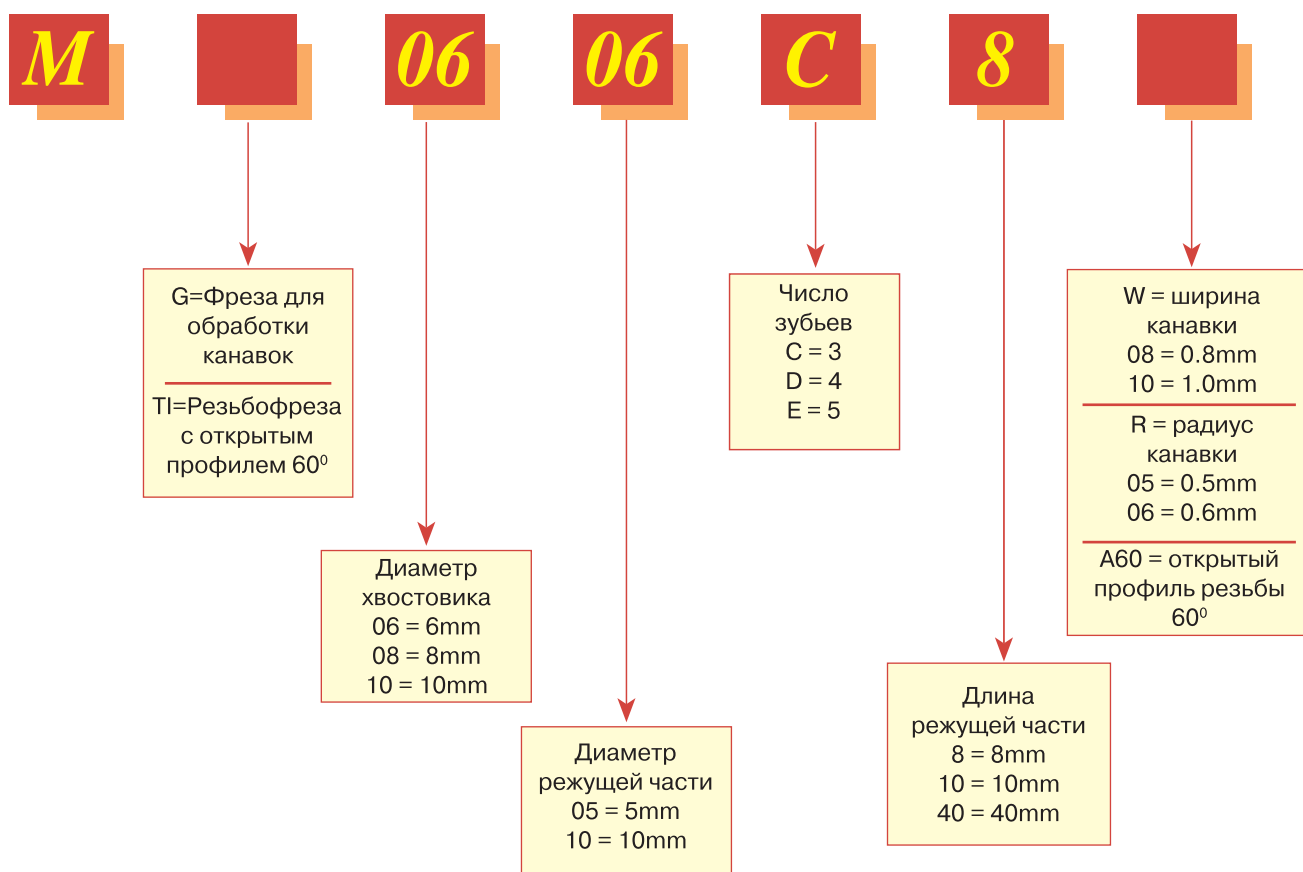 M 06 06 C 8
G=Фреза для
обработки
канавок
TI=Резьбофреза
с открытым
профилем 60⁰
Диаметр
хвостовика
06 = 6mm
08 = 8mm
10 = 10mm
Диаметр
режущей части
05 = 5mm
10 = 10mm
Число
зубьев
C = 3
D = 4
E = 5
Длина
режущей части
8 = 8mm
10 = 10mm
40 = 40mm
W = ширина
канавки
08 = 0.8mm
10 = 1.0mm
R = радиус
канавки
05 = 0.5mm
06 = 0.6mm
A60 = открытый
профиль резьбы
60⁰